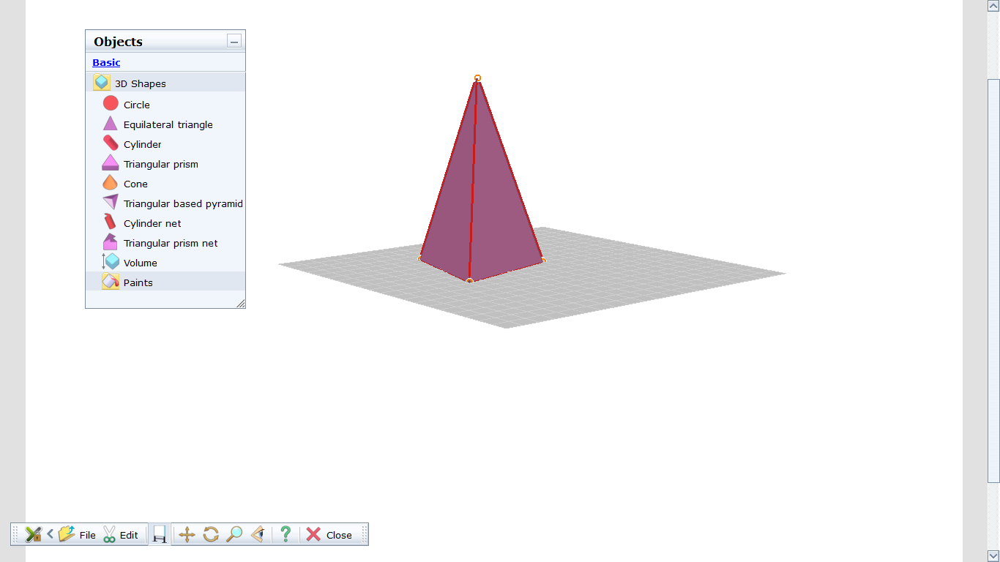 Objects
Basic
3D Shapes
Circle
Equilateral triangle
Cylinder
Triangular prism
Cone
Triangular based pyramid
Cylinder net
Triangular prism net
Volume
Paints
File Edit ? Close